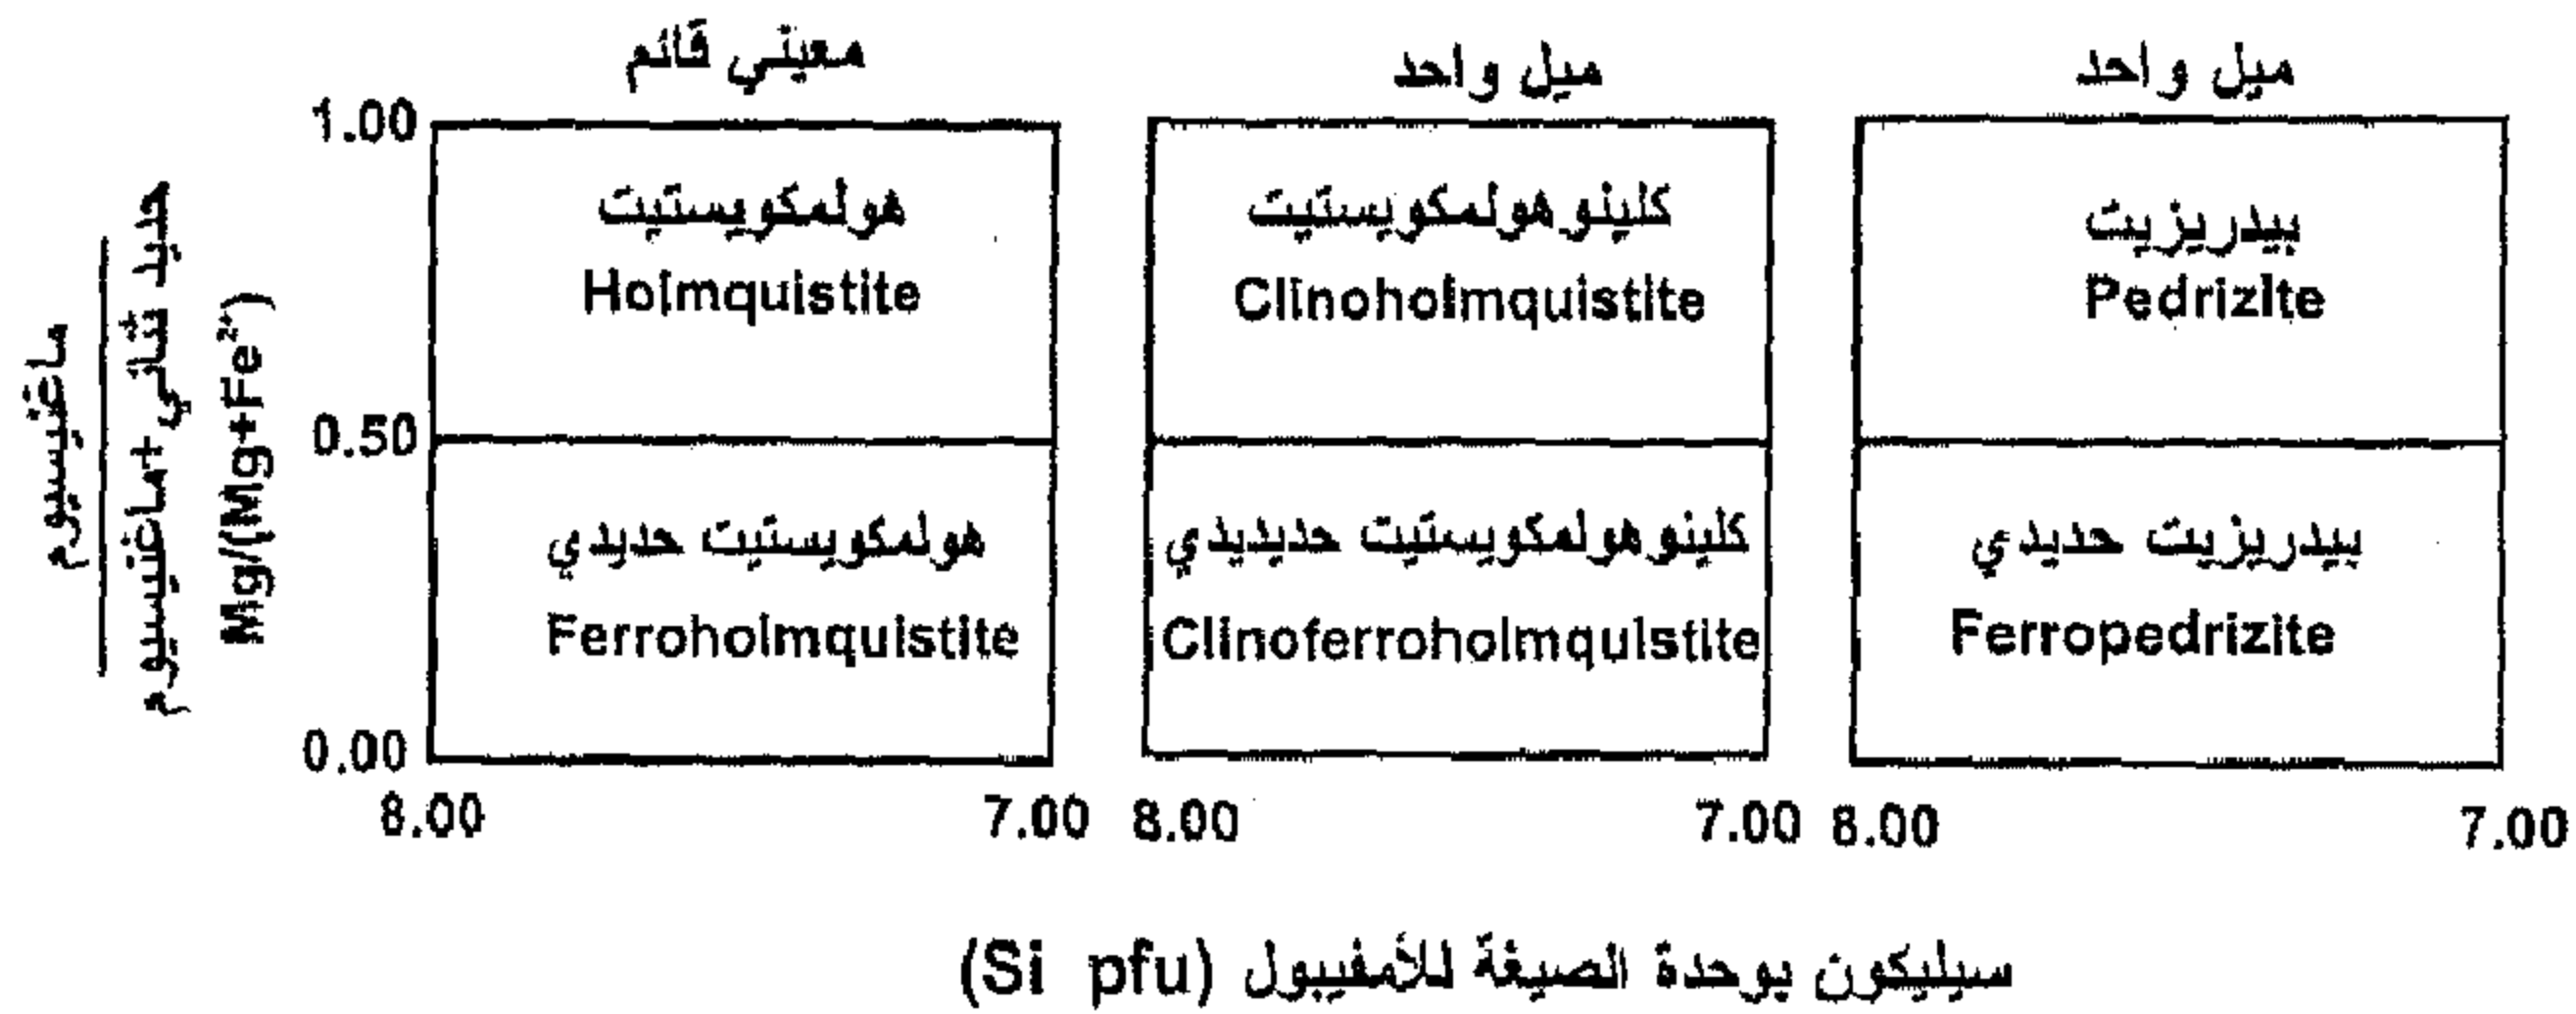 معيني قائم
ميل واحد
ميل واحد
ماغنيسيوم
حديد ثنائي+ماغنيسيوم
Mg/(Mg+Fe²⁺)
1.00
0.50
0.00
هولمكويستيت
Holmquistite
كلينوهولمكويستيت
Clinoholmquistite
بيدريزيت
Pedrizite
هولمكويستيت حديدي
Ferroholmquistite
كلينوهولمكويستيت حديديدي
Clinoferroholmquistite
بيدريزيت حديدي
Ferropedrizite
8.00
7.00
8.00
7.00
8.00
7.00
سيليكون بوحدة الصيغة للأمفيبول (Si pfu)